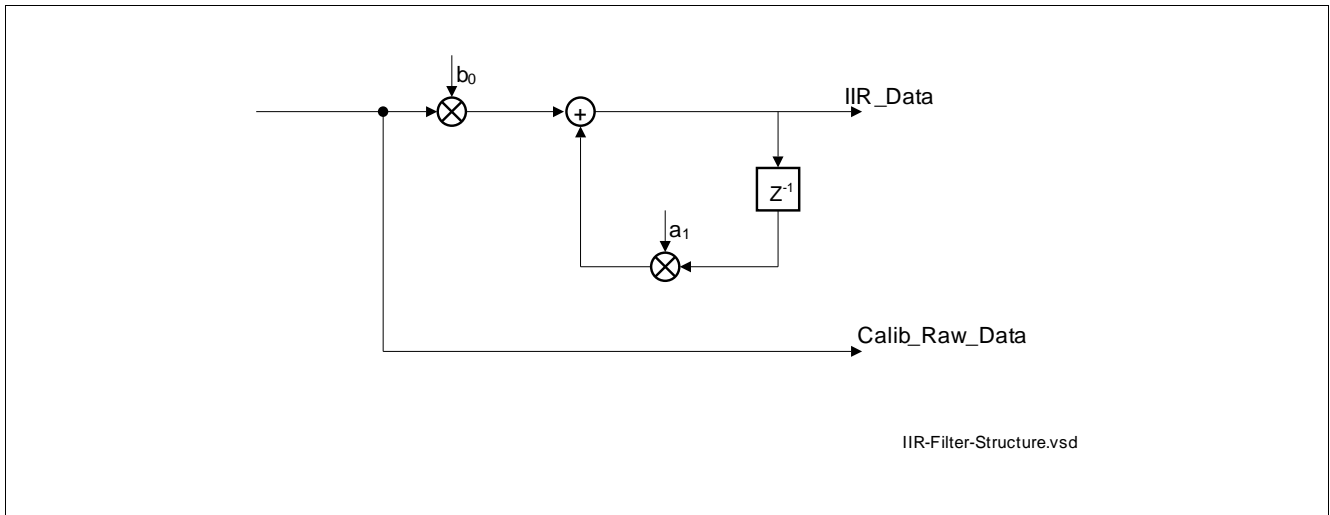 b₀
IIR_Data
+
Z⁻¹
a₁
Calib_Raw_Data
IIR-Filter-Structure.vsd